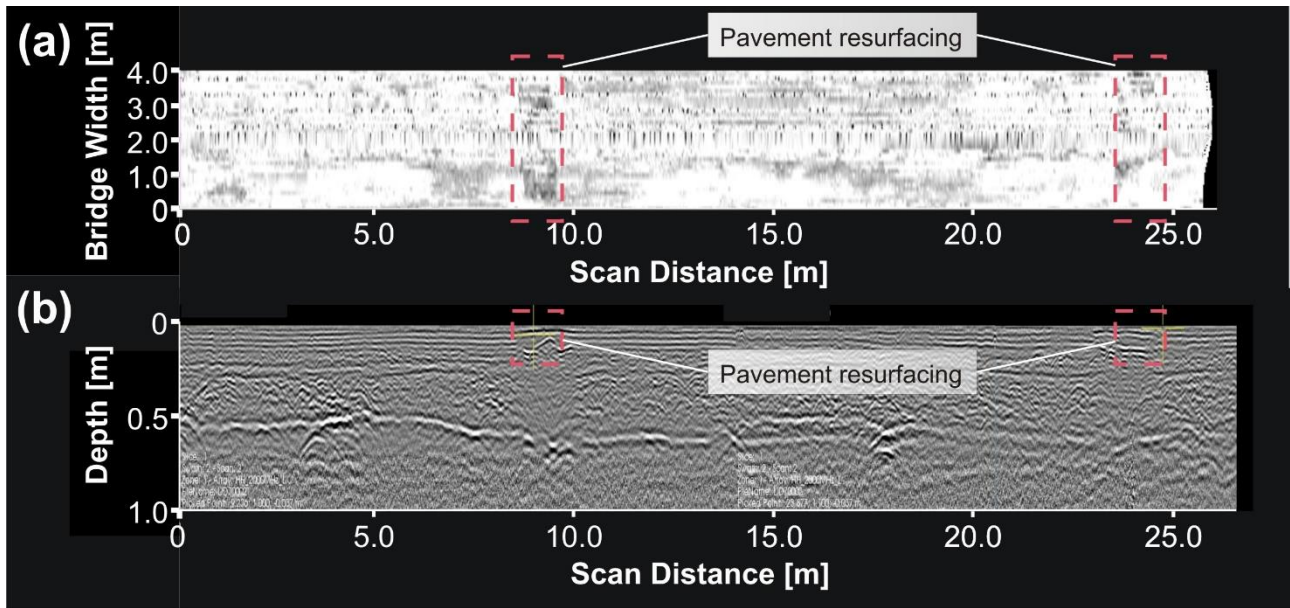 (a)
Bridge Width [m]
4.0
3.0
2.0
1.0
0
Pavement resurfacing
0 5.0 10.0 15.0 20.0 25.0
Scan Distance [m]
(b)
Depth [m]
0
0.5
1.0
Pavement resurfacing
0 5.0 10.0 15.0 20.0 25.0
Scan Distance [m]